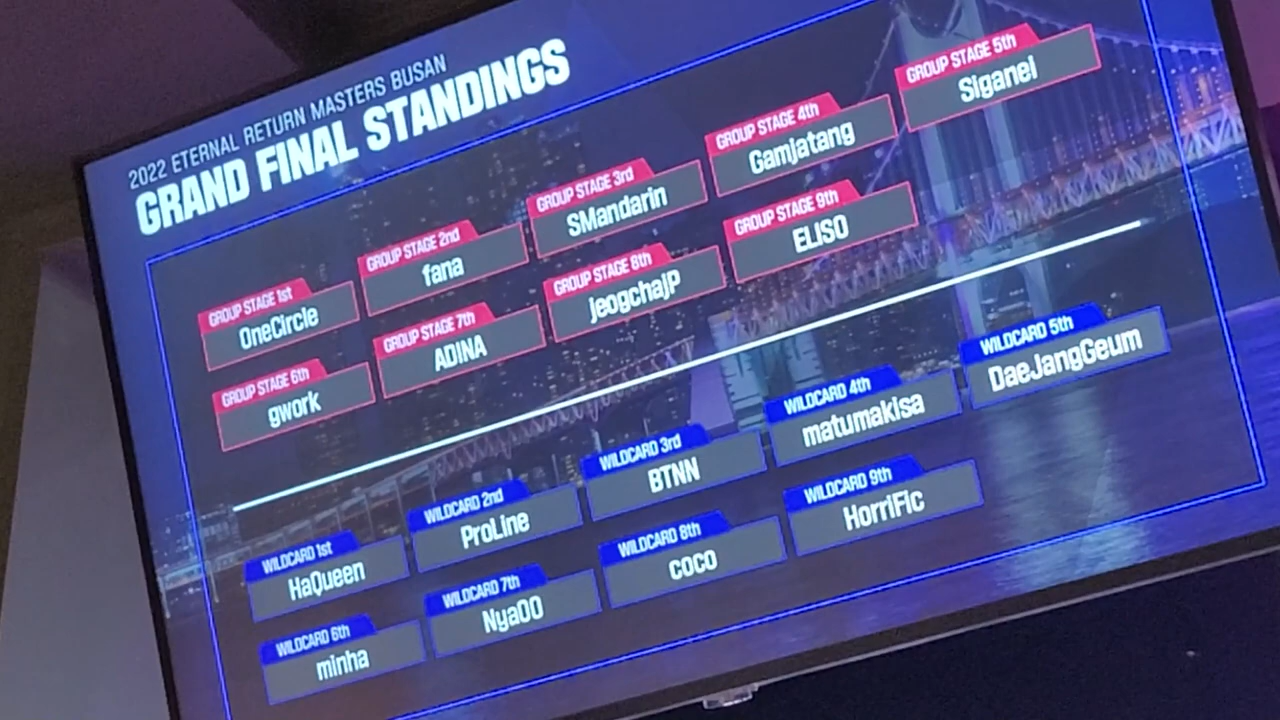 2022 ETERNAL RETURN MASTERS BUSAN
GRAND FINAL STANDINGS
GROUP STAGE 1st
OneCircle
GROUP STAGE 2nd
fana
GROUP STAGE 3rd
SMandarin
GROUP STAGE 4th
Gamjatang
GROUP STAGE 5th
Siganei
GROUP STAGE 6th
gwork
GROUP STAGE 7th
ADINA
GROUP STAGE 8th
jeogchajP
GROUP STAGE 9th
ELISO
WILDCARD 1st
HaQueen
WILDCARD 2nd
ProLine
WILDCARD 3rd
BTNN
WILDCARD 4th
matumakisa
WILDCARD 5th
DaeJangGeum
WILDCARD 6th
minha
WILDCARD 7th
NyaOO
WILDCARD 8th
coco
WILDCARD 9th
HorriFic